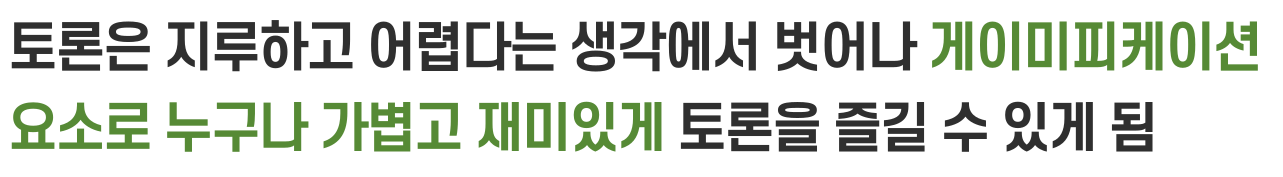 토론은 지루하고 어렵다는 생각에서 벗어나 게이미피케이션
요소로 누구나 가볍고 재미있게 토론을 즐길 수 있게 됨